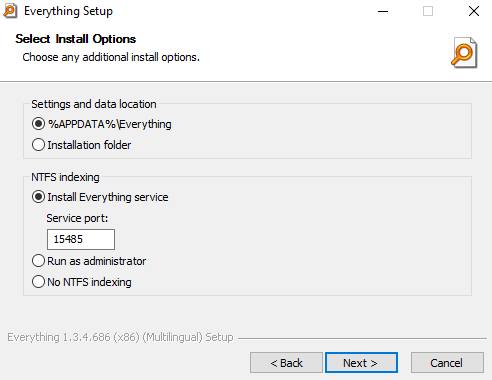 Everything Setup
Select Install Options
Choose any additional install options.
Settings and data location
%APPDATA%\Everything
Installation folder
NTFS indexing
Install Everything service
Service port:
15485
Run as administrator
No NTFS indexing
Everything 1.3.4.686 (x86) (Multilingual) Setup
< Back Next > Cancel